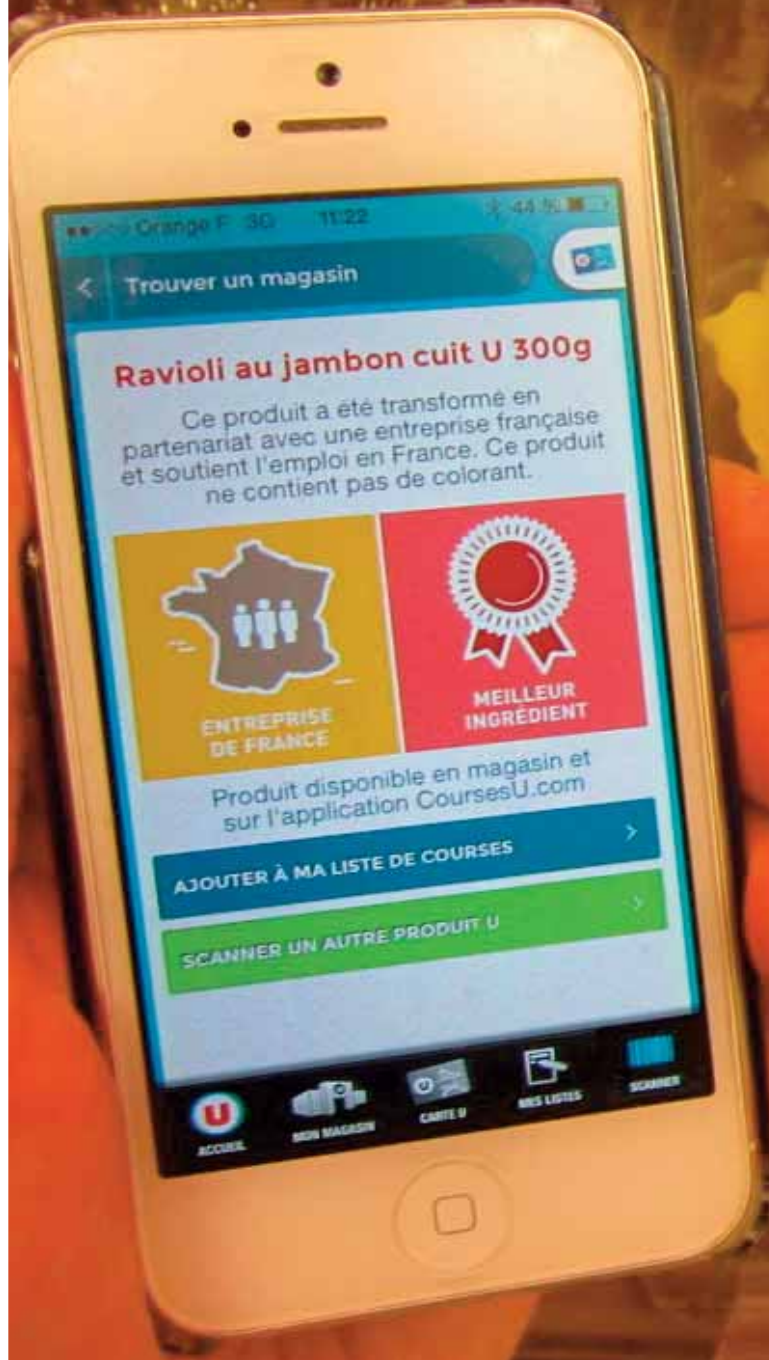 Orange F 3G 11:22 44 %
Trouver un magasin
Ravioli au jambon cuit U 300g
Ce produit a été transformé en
partenariat avec une entreprise française
et soutient l'emploi en France. Ce produit
ne contient pas de colorant.
ENTREPRISE
DE FRANCE
MEILLEUR
INGRÉDIENT
Produit disponible en magasin et
sur l'application CoursesU.com
AJOUTER À MA LISTE DE COURSES
SCANNER UN AUTRE PRODUIT U
U
ACCUEIL MON MAGASIN CARTE U MES LISTES SCANNER